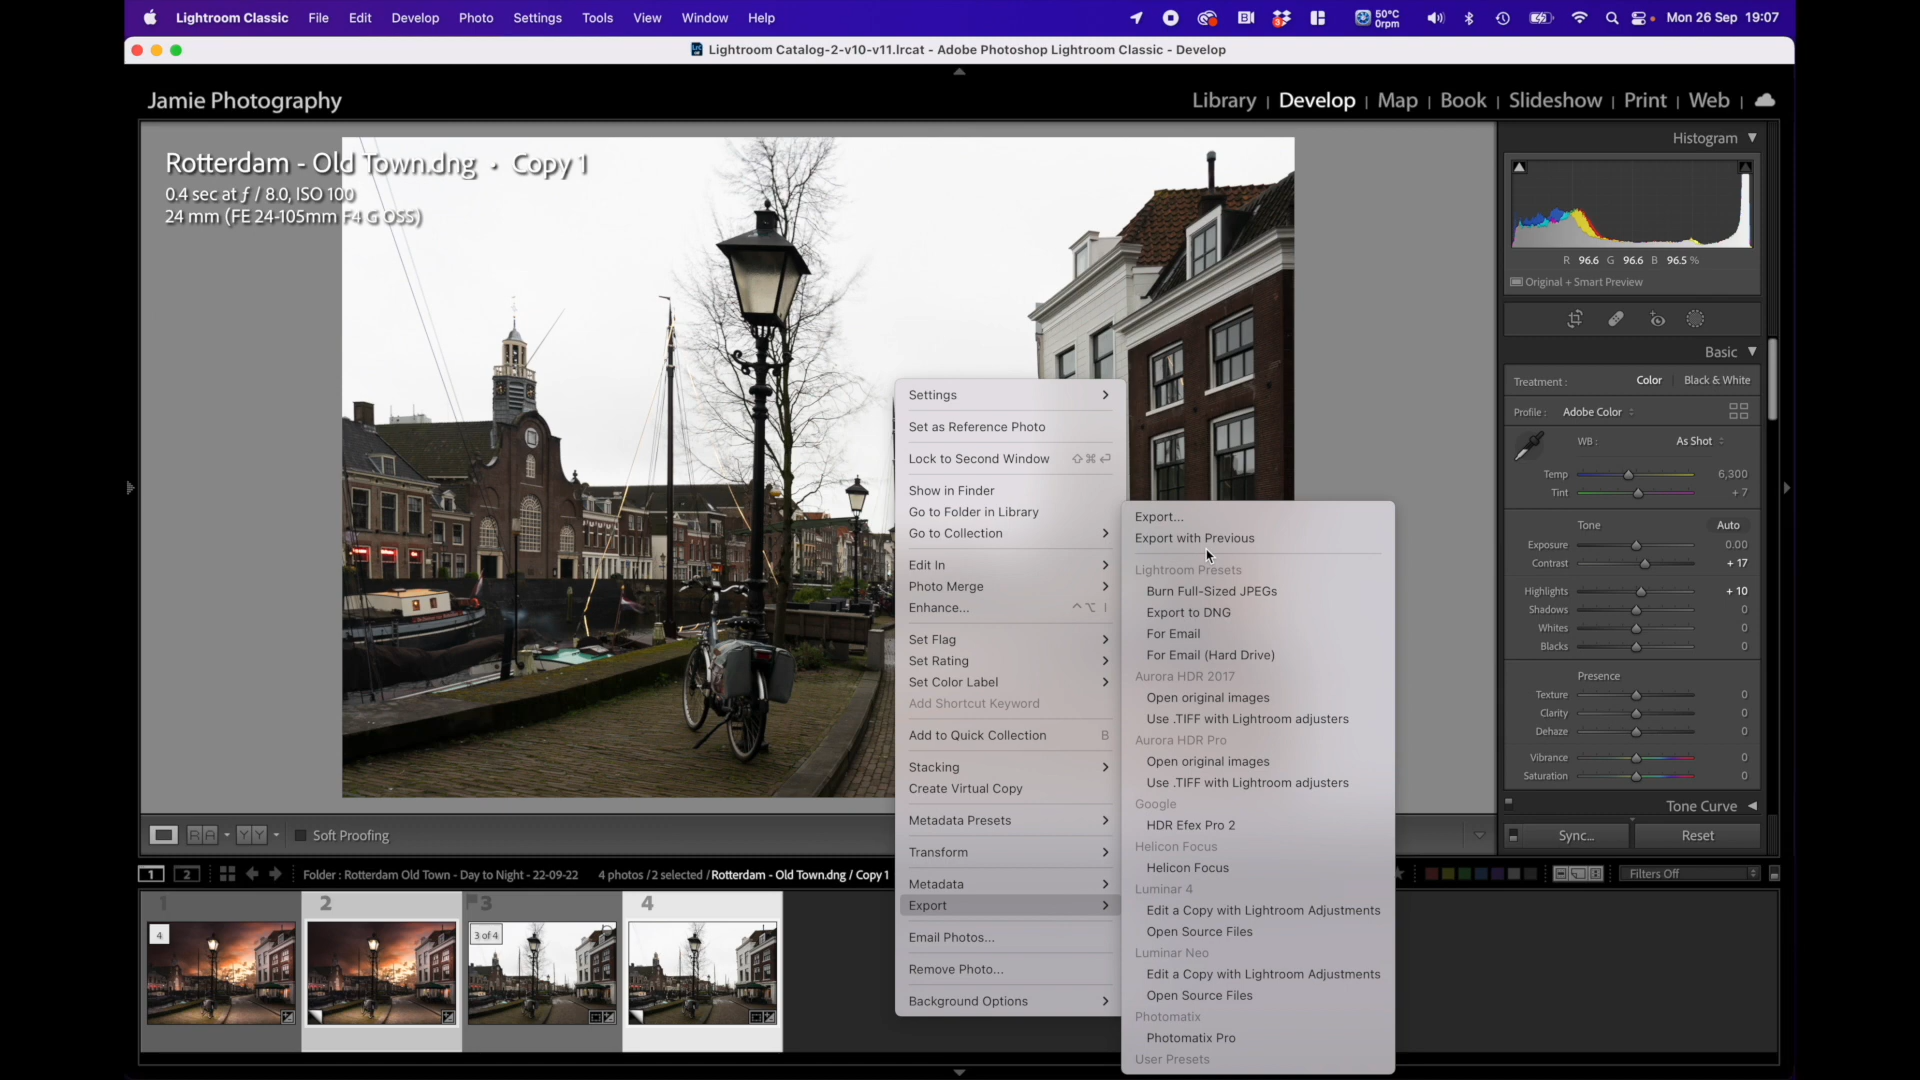 Lightroom Classic File Edit Develop Photo Settings Tools View Window Help
50°C
0rpm
Mon 26 Sep 19:07
Lightroom Catalog-2-v10-v11.lrcat - Adobe Photoshop Lightroom Classic - Develop
Jamie Photography
Library | Develop | Map | Book | Slideshow | Print | Web |
Rotterdam - Old Town.dng • Copy 1
0.4 sec at ƒ / 8.0, ISO 100
24 mm (FE 24-105mm F4 G OSS)
Histogram
R 96.6 G 96.6 B 96.5 %
Original + Smart Preview
Basic
Treatment : Color | Black & White
Profile : Adobe Color
WB : As Shot
Temp 6,300
Tint + 7
Tone Auto
Exposure 0.00
Contrast + 17
Highlights + 10
Shadows 0
Whites 0
Blacks 0
Presence
Texture 0
Clarity 0
Dehaze 0
Vibrance 0
Saturation 0
Tone Curve
Sync... Reset
Settings
Set as Reference Photo
Lock to Second Window ⇧⌘⏎
Show in Finder
Go to Folder in Library
Go to Collection
Edit In
Photo Merge
Enhance... ^⌥ I
Set Flag
Set Rating
Set Color Label
Add Shortcut Keyword
Add to Quick Collection B
Stacking
Create Virtual Copy
Metadata Presets
Transform
Metadata
Export
Email Photos...
Remove Photo...
Background Options
Export...
Export with Previous
Lightroom Presets
Burn Full-Sized JPEGs
Export to DNG
For Email
For Email (Hard Drive)
Aurora HDR 2017
Open original images
Use .TIFF with Lightroom adjusters
Aurora HDR Pro
Open original images
Use .TIFF with Lightroom adjusters
Google
HDR Efex Pro 2
Helicon Focus
Helicon Focus
Luminar 4
Edit a Copy with Lightroom Adjustments
Open Source Files
Luminar Neo
Edit a Copy with Lightroom Adjustments
Open Source Files
Photomatix
Photomatix Pro
User Presets
R A Y Y Soft Proofing
1 2 Folder : Rotterdam Old Town - Day to Night - 22-09-22 4 photos / 2 selected / Rotterdam - Old Town.dng / Copy 1
Filters Off
1 2 3 4
4
3 of 4